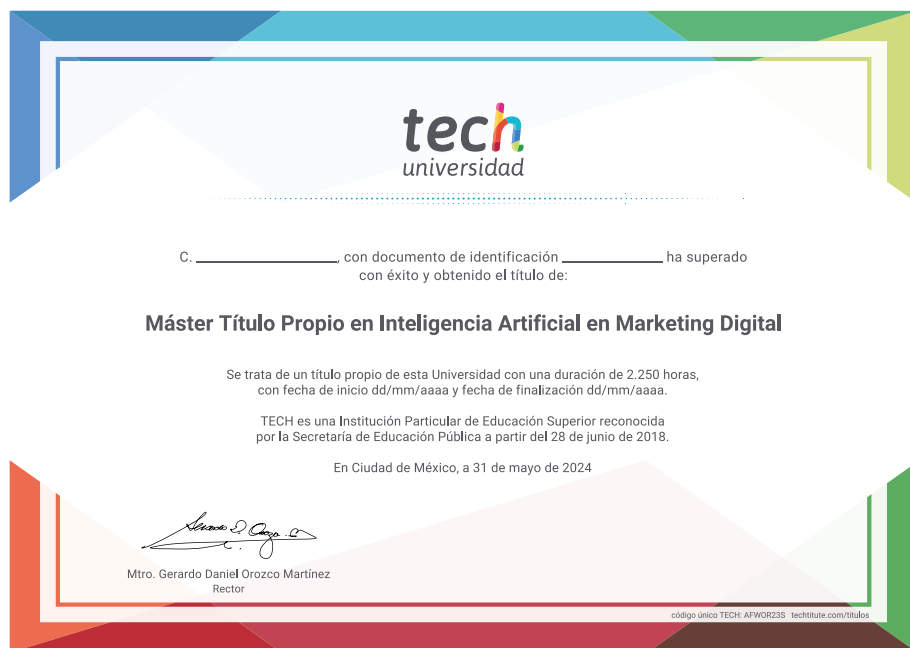 tech
universidad
C. ____________________, con documento de identificación ______________ ha superado
con éxito y obtenido el título de:
Máster Título Propio en Inteligencia Artificial en Marketing Digital
Se trata de un título propio de esta Universidad con una duración de 2.250 horas,
con fecha de inicio dd/mm/aaaa y fecha de finalización dd/mm/aaaa.
TECH es una Institución Particular de Educación Superior reconocida
por la Secretaría de Educación Pública a partir del 28 de junio de 2018.
En Ciudad de México, a 31 de mayo de 2024
Mtro. Gerardo Daniel Orozco Martínez
Rector
código único TECH: AFWOR23S techtitute.com/titulos